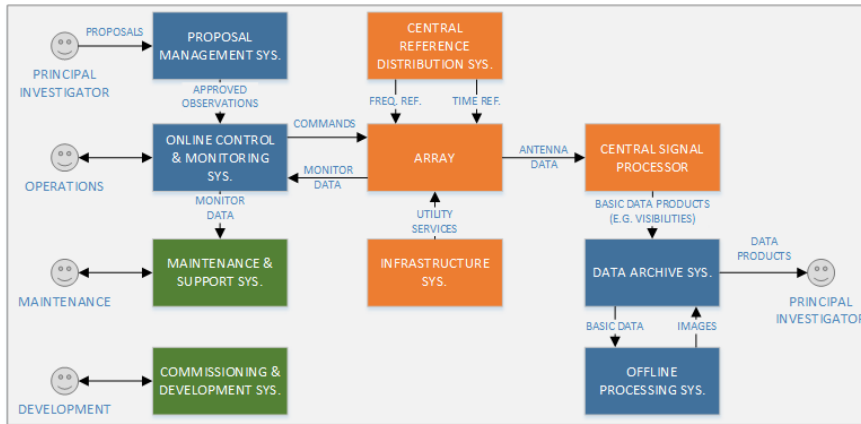 PROPOSALS
PRINCIPAL
INVESTIGATOR
PROPOSAL
MANAGEMENT SYS.
CENTRAL
REFERENCE
DISTRIBUTION SYS.
APPROVED
OBSERVATIONS
FREQ. REF.
TIME REF.
OPERATIONS
ONLINE CONTROL
& MONITORING
SYS.
COMMANDS
MONITOR
DATA
ARRAY
ANTENNA
DATA
CENTRAL SIGNAL
PROCESSOR
MONITOR
DATA
UTILITY
SERVICES
BASIC DATA PRODUCTS
(E.G. VISIBILITIES)
MAINTENANCE
MAINTENANCE &
SUPPORT SYS.
INFRASTRUCTURE
SYS.
DATA ARCHIVE SYS.
DATA
PRODUCTS
PRINCIPAL
INVESTIGATOR
BASIC DATA
IMAGES
DEVELOPMENT
COMMISSIONING &
DEVELOPMENT SYS.
OFFLINE
PROCESSING SYS.